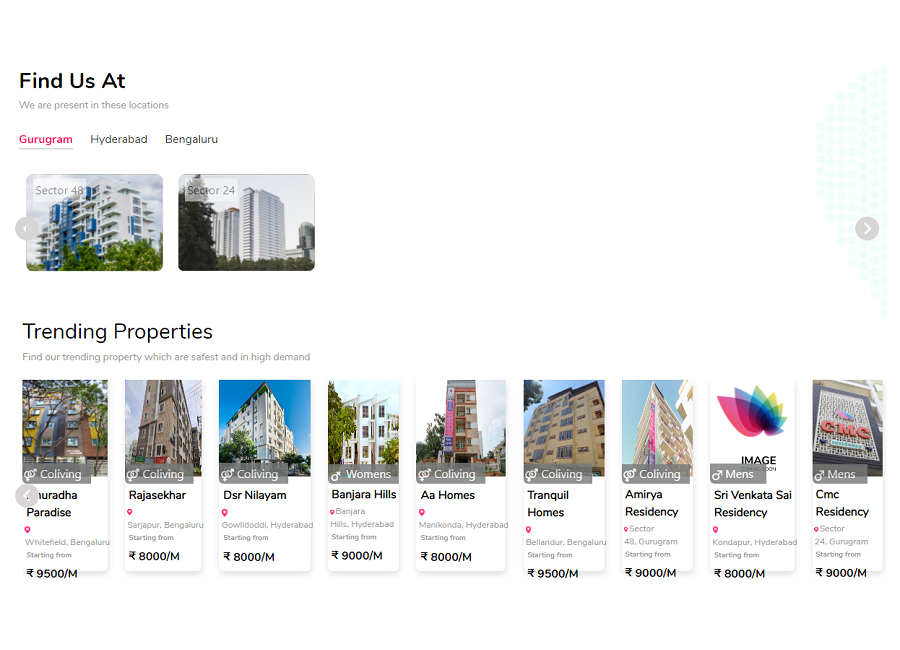 Find Us At
We are present in these locations
Gurugram Hyderabad Bengaluru
Sector 48
Sector 24
Trending Properties
Find our trending property which are safest and in high demand
Coliving
Paradise
Whitefield, Bengaluru
Starting from
₹ 9500/M
Coliving
Rajasekhar
Sarjapur, Bengaluru
Starting from
₹ 8000/M
Coliving
Dsr Nilayam
Gowlidoddi, Hyderabad
Starting from
₹ 8000/M
Womens
Banjara Hills
Banjara
Hills, Hyderabad
Starting from
₹ 9000/M
Coliving
Aa Homes
Manikonda, Hyderabad
Starting from
₹ 8000/M
Coliving
Tranquil
Homes
Bellandur, Bengaluru
Starting from
₹ 9500/M
Coliving
Amirya
Residency
Sector
48, Gurugram
Starting from
₹ 9000/M
IMAGE
Mens
Sri Venkata Sai
Residency
Kondapur, Hyderabad
Starting from
₹ 8000/M
CMC
Mens
Cmc
Residency
Sector
24, Gurugram
Starting from
₹ 9000/M